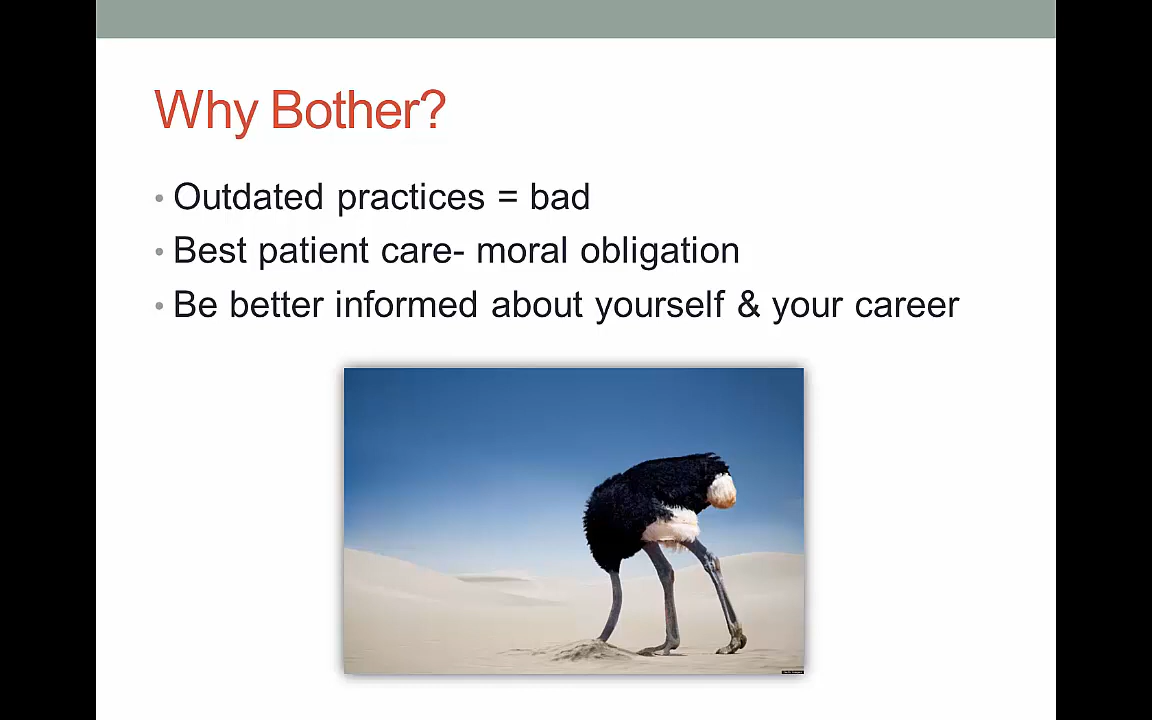 Why Bother?
• Outdated practices = bad
• Best patient care- moral obligation
• Be better informed about yourself & your career